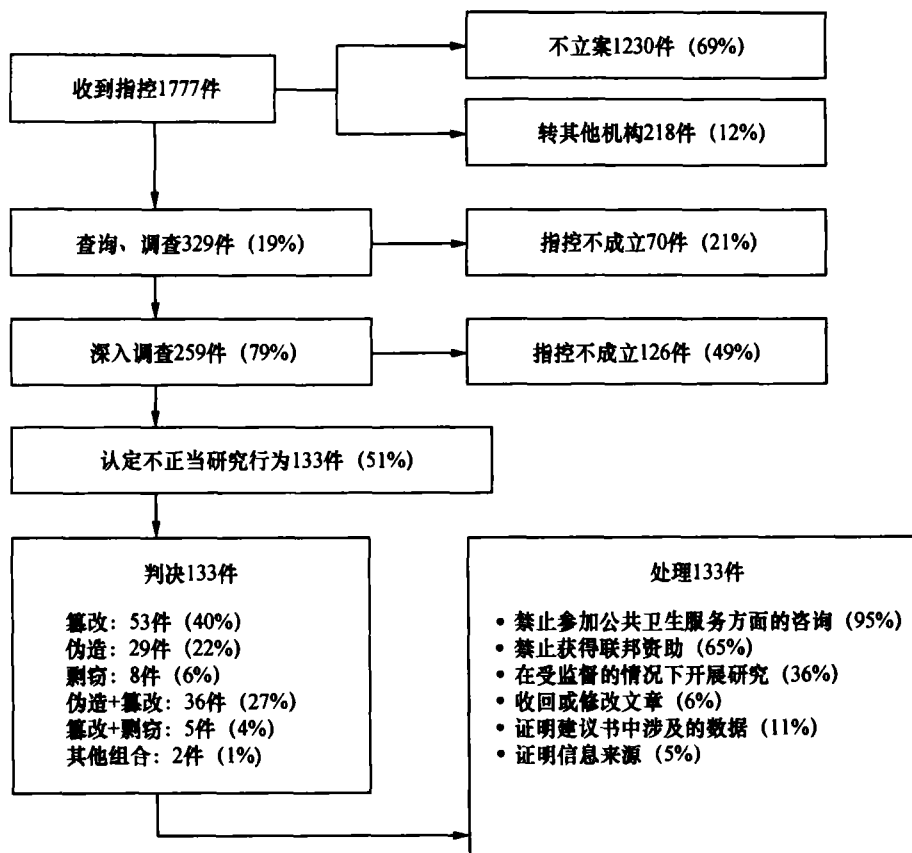 不立案1230件（69%）
收到指控1777件
转其他机构218件（12%）
查询、调查329件（19%）
指控不成立70件（21%）
深入调查259件（79%）
指控不成立126件（49%）
认定不正当研究行为133件（51%）
判决133件
篡改：53件（40%）
伪造：29件（22%）
剽窃：8件（6%）
伪造+篡改：36件（27%）
篡改+剽窃：5件（4%）
其他组合：2件（1%）
处理133件
• 禁止参加公共卫生服务方面的咨询（95%）
• 禁止获得联邦资助（65%）
• 在受监督的情况下开展研究（36%）
• 收回或修改文章（6%）
• 证明建议书中涉及的数据（11%）
• 证明信息来源（5%）